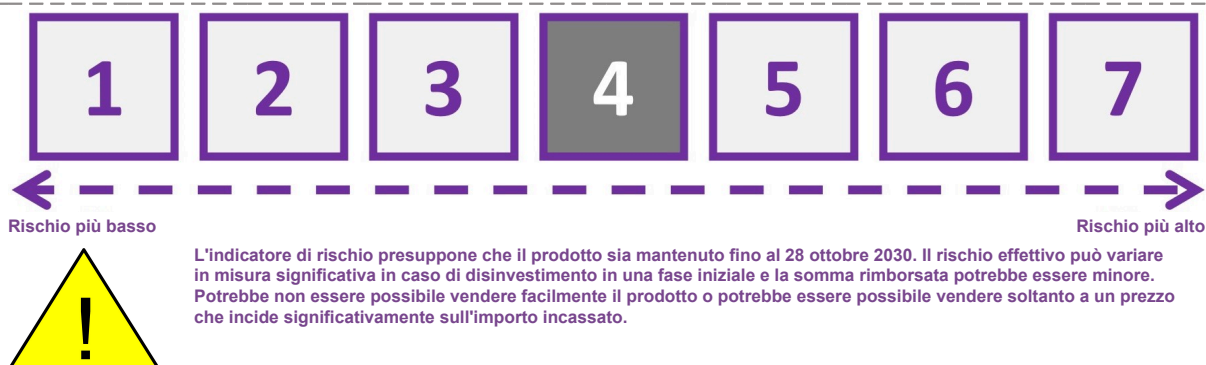 1 2 3 4 5 6 7
Rischio più basso Rischio più alto
L'indicatore di rischio presuppone che il prodotto sia mantenuto fino al 28 ottobre 2030. Il rischio effettivo può variare
in misura significativa in caso di disinvestimento in una fase iniziale e la somma rimborsata potrebbe essere minore.
Potrebbe non essere possibile vendere facilmente il prodotto o potrebbe essere possibile vendere soltanto a un prezzo
che incide significativamente sull'importo incassato.
!